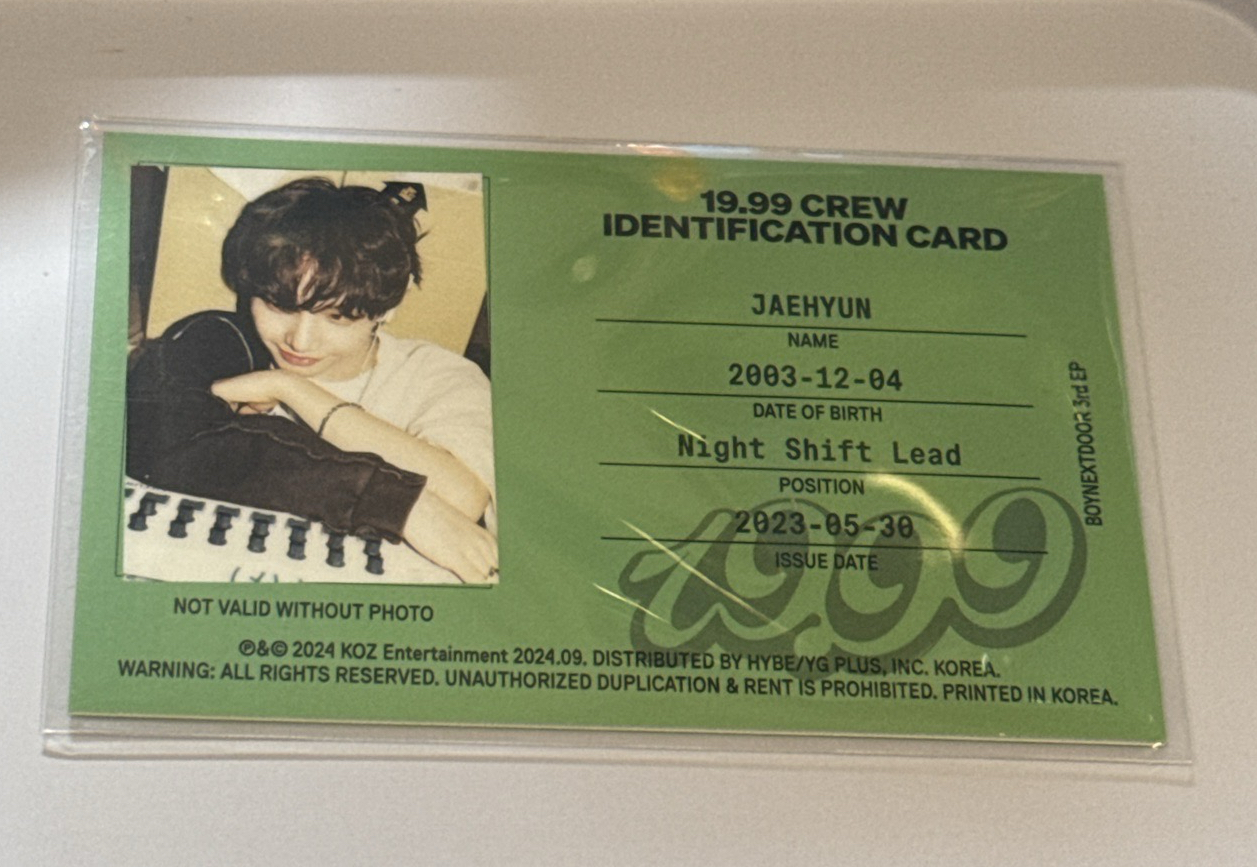 19.99 CREW
IDENTIFICATION CARD
JAEHYUN
NAME
2003-12-04
DATE OF BIRTH
Night Shift Lead
POSITION
2023-05-30
ISSUE DATE
19.99
BOYNEXTDOOR 3rd EP
NOT VALID WITHOUT PHOTO
℗&© 2024 KOZ Entertainment 2024.09. DISTRIBUTED BY HYBE/YG PLUS, INC. KOREA.
WARNING: ALL RIGHTS RESERVED. UNAUTHORIZED DUPLICATION & RENT IS PROHIBITED. PRINTED IN KOREA.